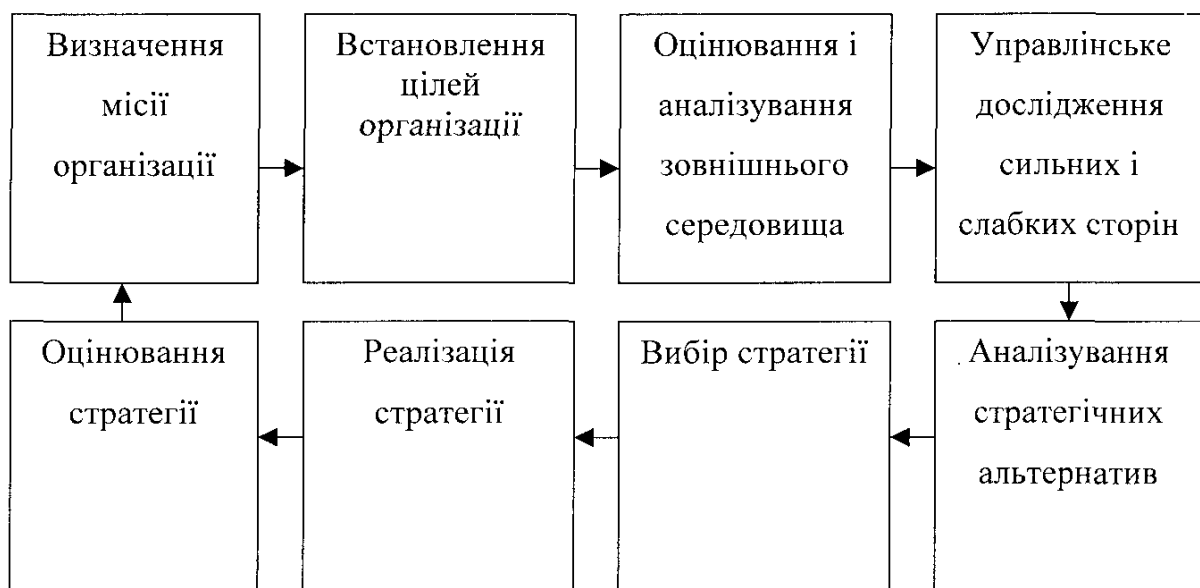 Визначення
місії
організації
Встановлення
цілей
організації
Оцінювання і
аналізування
зовнішнього
середовища
Управлінське
дослідження
сильних і
слабких сторін
Оцінювання
стратегії
Реалізація
стратегії
Вибір стратегії
Аналізування
стратегічних
альтернатив